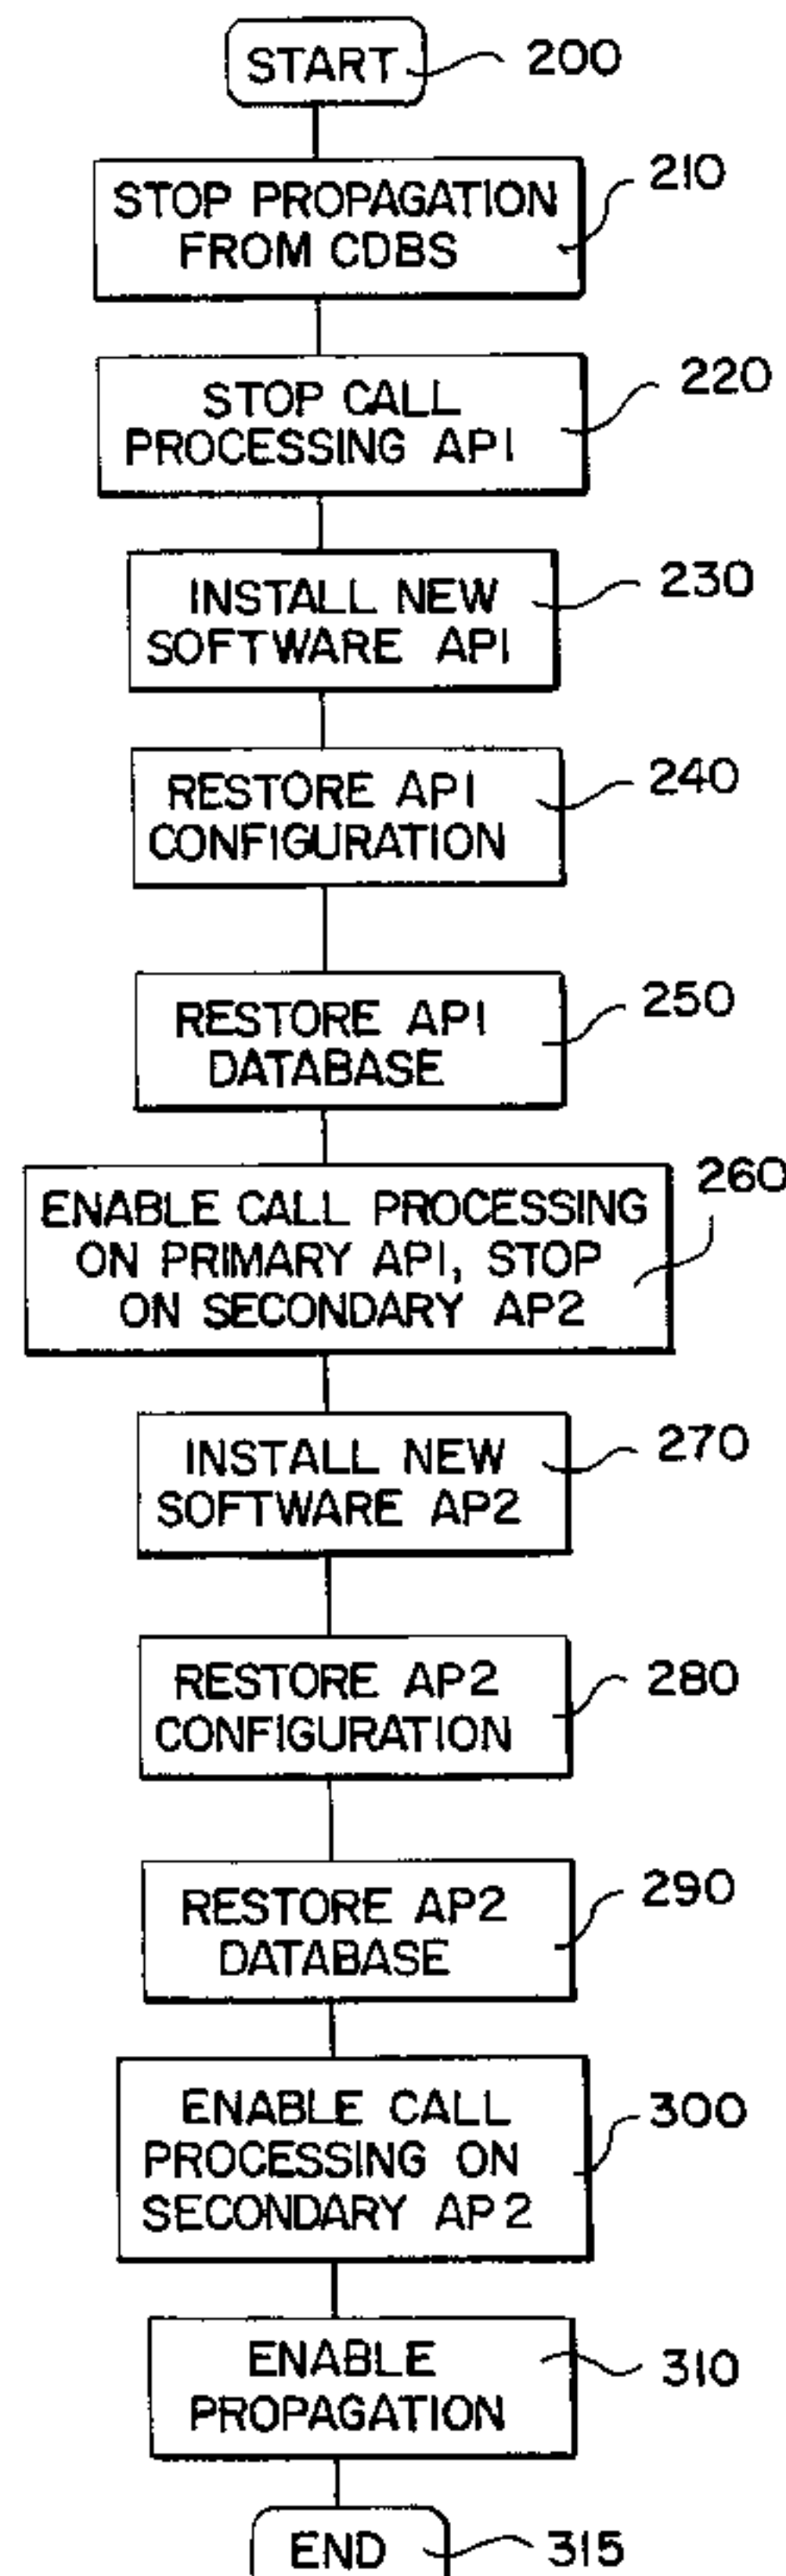 START
200
STOP PROPAGATION
FROM CDBS
210
STOP CALL
PROCESSING AP1
220
INSTALL NEW
SOFTWARE AP1
230
RESTORE AP1
CONFIGURATION
240
RESTORE AP1
DATABASE
250
ENABLE CALL PROCESSING
ON PRIMARY AP1, STOP
ON SECONDARY AP2
260
INSTALL NEW
SOFTWARE AP2
270
RESTORE AP2
CONFIGURATION
280
RESTORE AP2
DATABASE
290
ENABLE CALL
PROCESSING ON
SECONDARY AP2
300
ENABLE
PROPAGATION
310
END
315